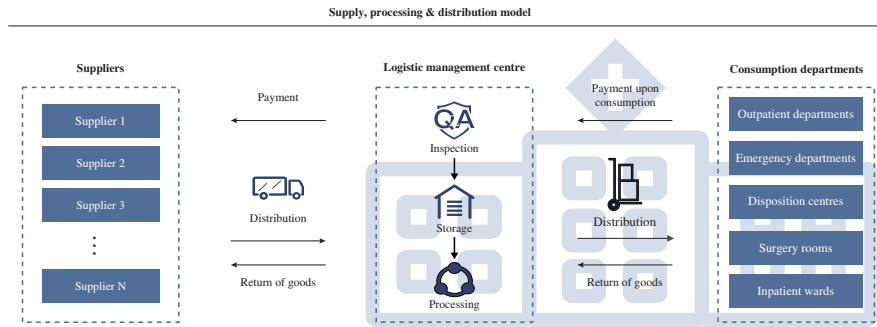 Supply, processing & distribution model
Suppliers
Supplier 1
Supplier 2
Supplier 3
Supplier N
Payment
Distribution
Return of goods
Logistic management centre
QA
Inspection
Storage
Processing
Payment upon
consumption
Distribution
Return of goods
Consumption departments
Outpatient departments
Emergency departments
Disposition centres
Surgery rooms
Inpatient wards